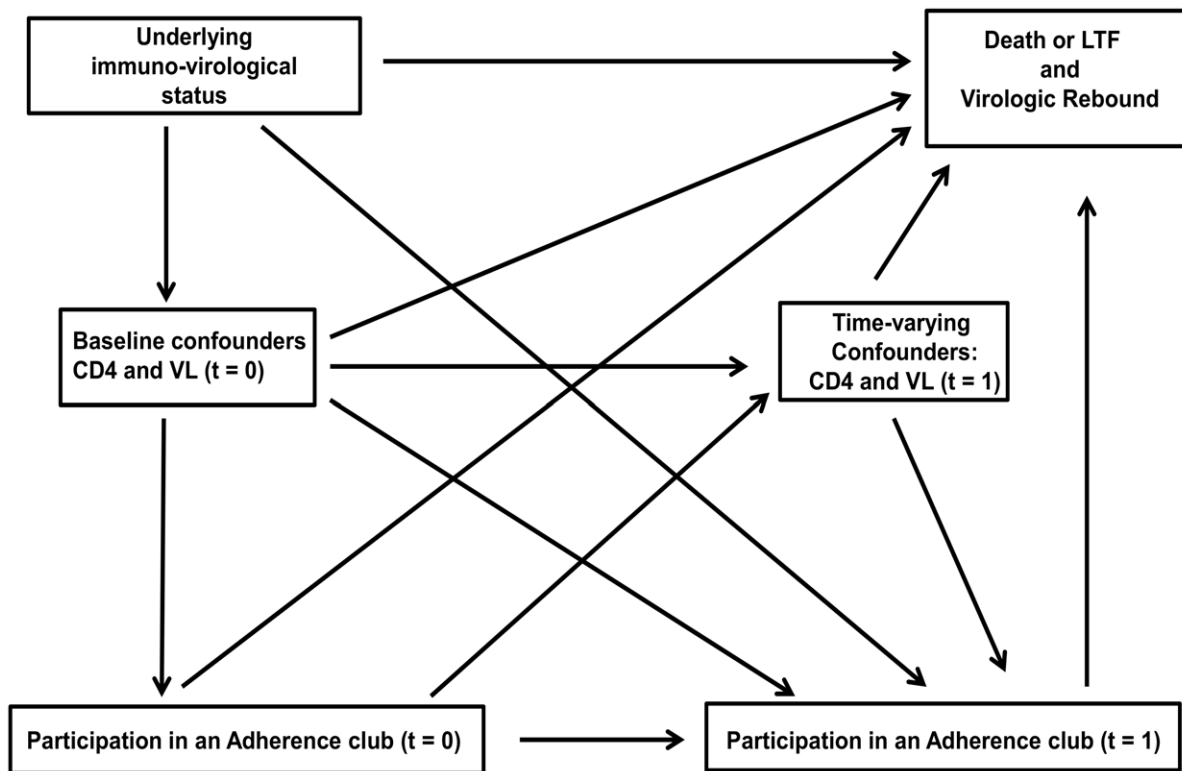 Underlying
immuno-virological
status
Death or LTF
and
Virologic Rebound
Baseline confounders
CD4 and VL (t = 0)
Time-varying
Confounders:
CD4 and VL (t = 1)
Participation in an Adherence club (t = 0)
Participation in an Adherence club (t = 1)